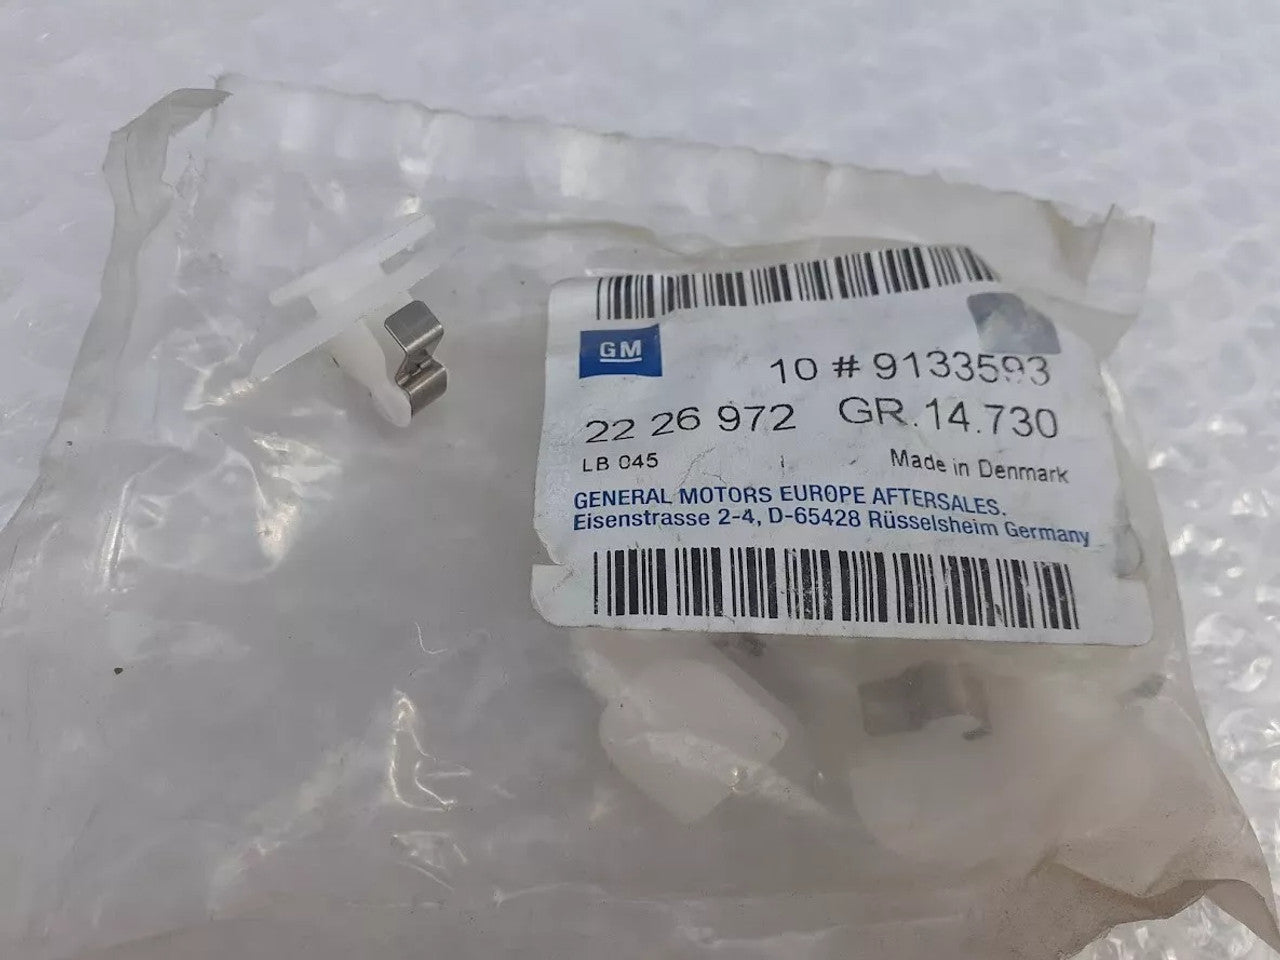 GM
10 # 9133593
22 26 972 GR. 14.730
LB 045
Made in Denmark
GENERAL MOTORS EUROPE AFTERSALES.
Eisenstrasse 2-4, D-65428 Rüsselsheim Germany